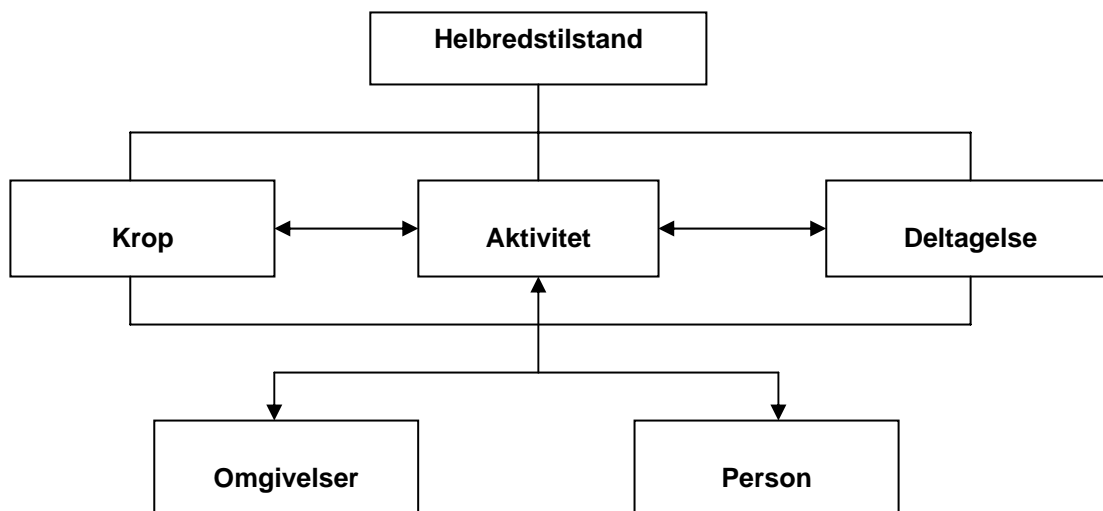 Helbredstilstand
Krop
Aktivitet
Deltagelse
Omgivelser
Person